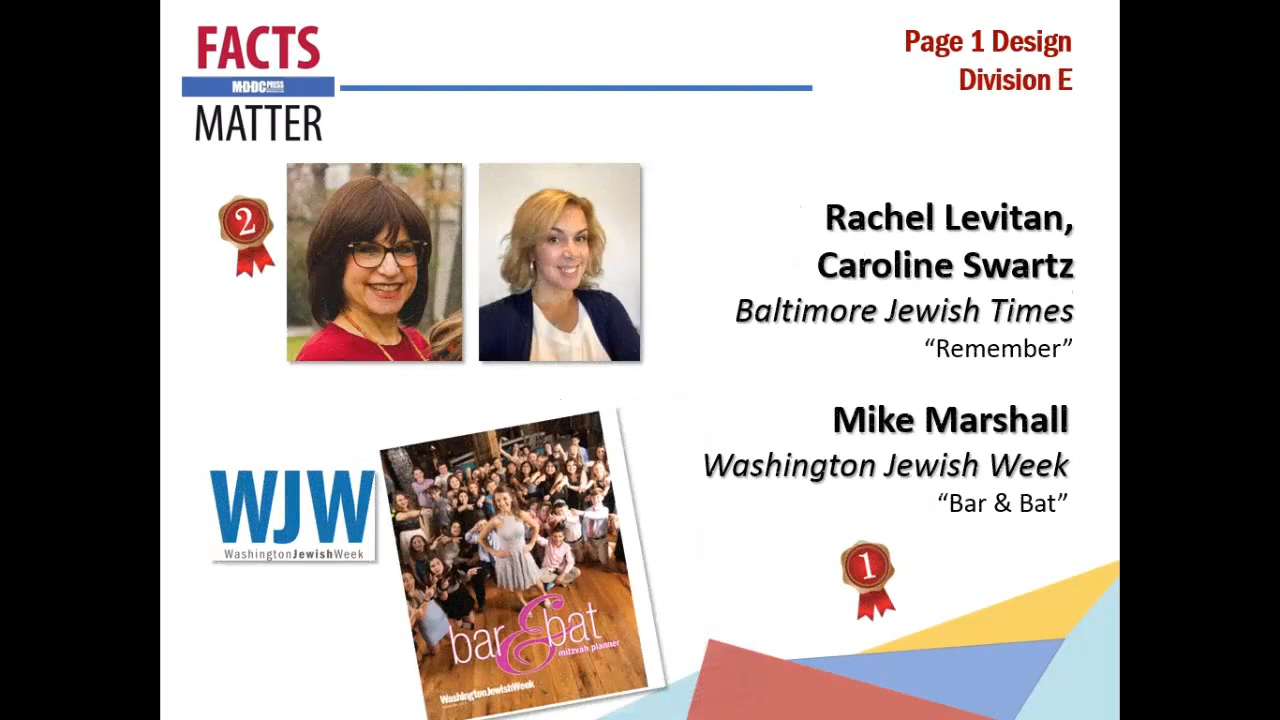 FACTS
MDDC PRESS
MATTER
Page 1 Design
Division E
2
Rachel Levitan,
Caroline Swartz
Baltimore Jewish Times
“Remember”
Mike Marshall
Washington Jewish Week
“Bar & Bat”
WJW
WashingtonJewishWeek
bar & bat
mitzvah planner
WashingtonJewishWeek
1